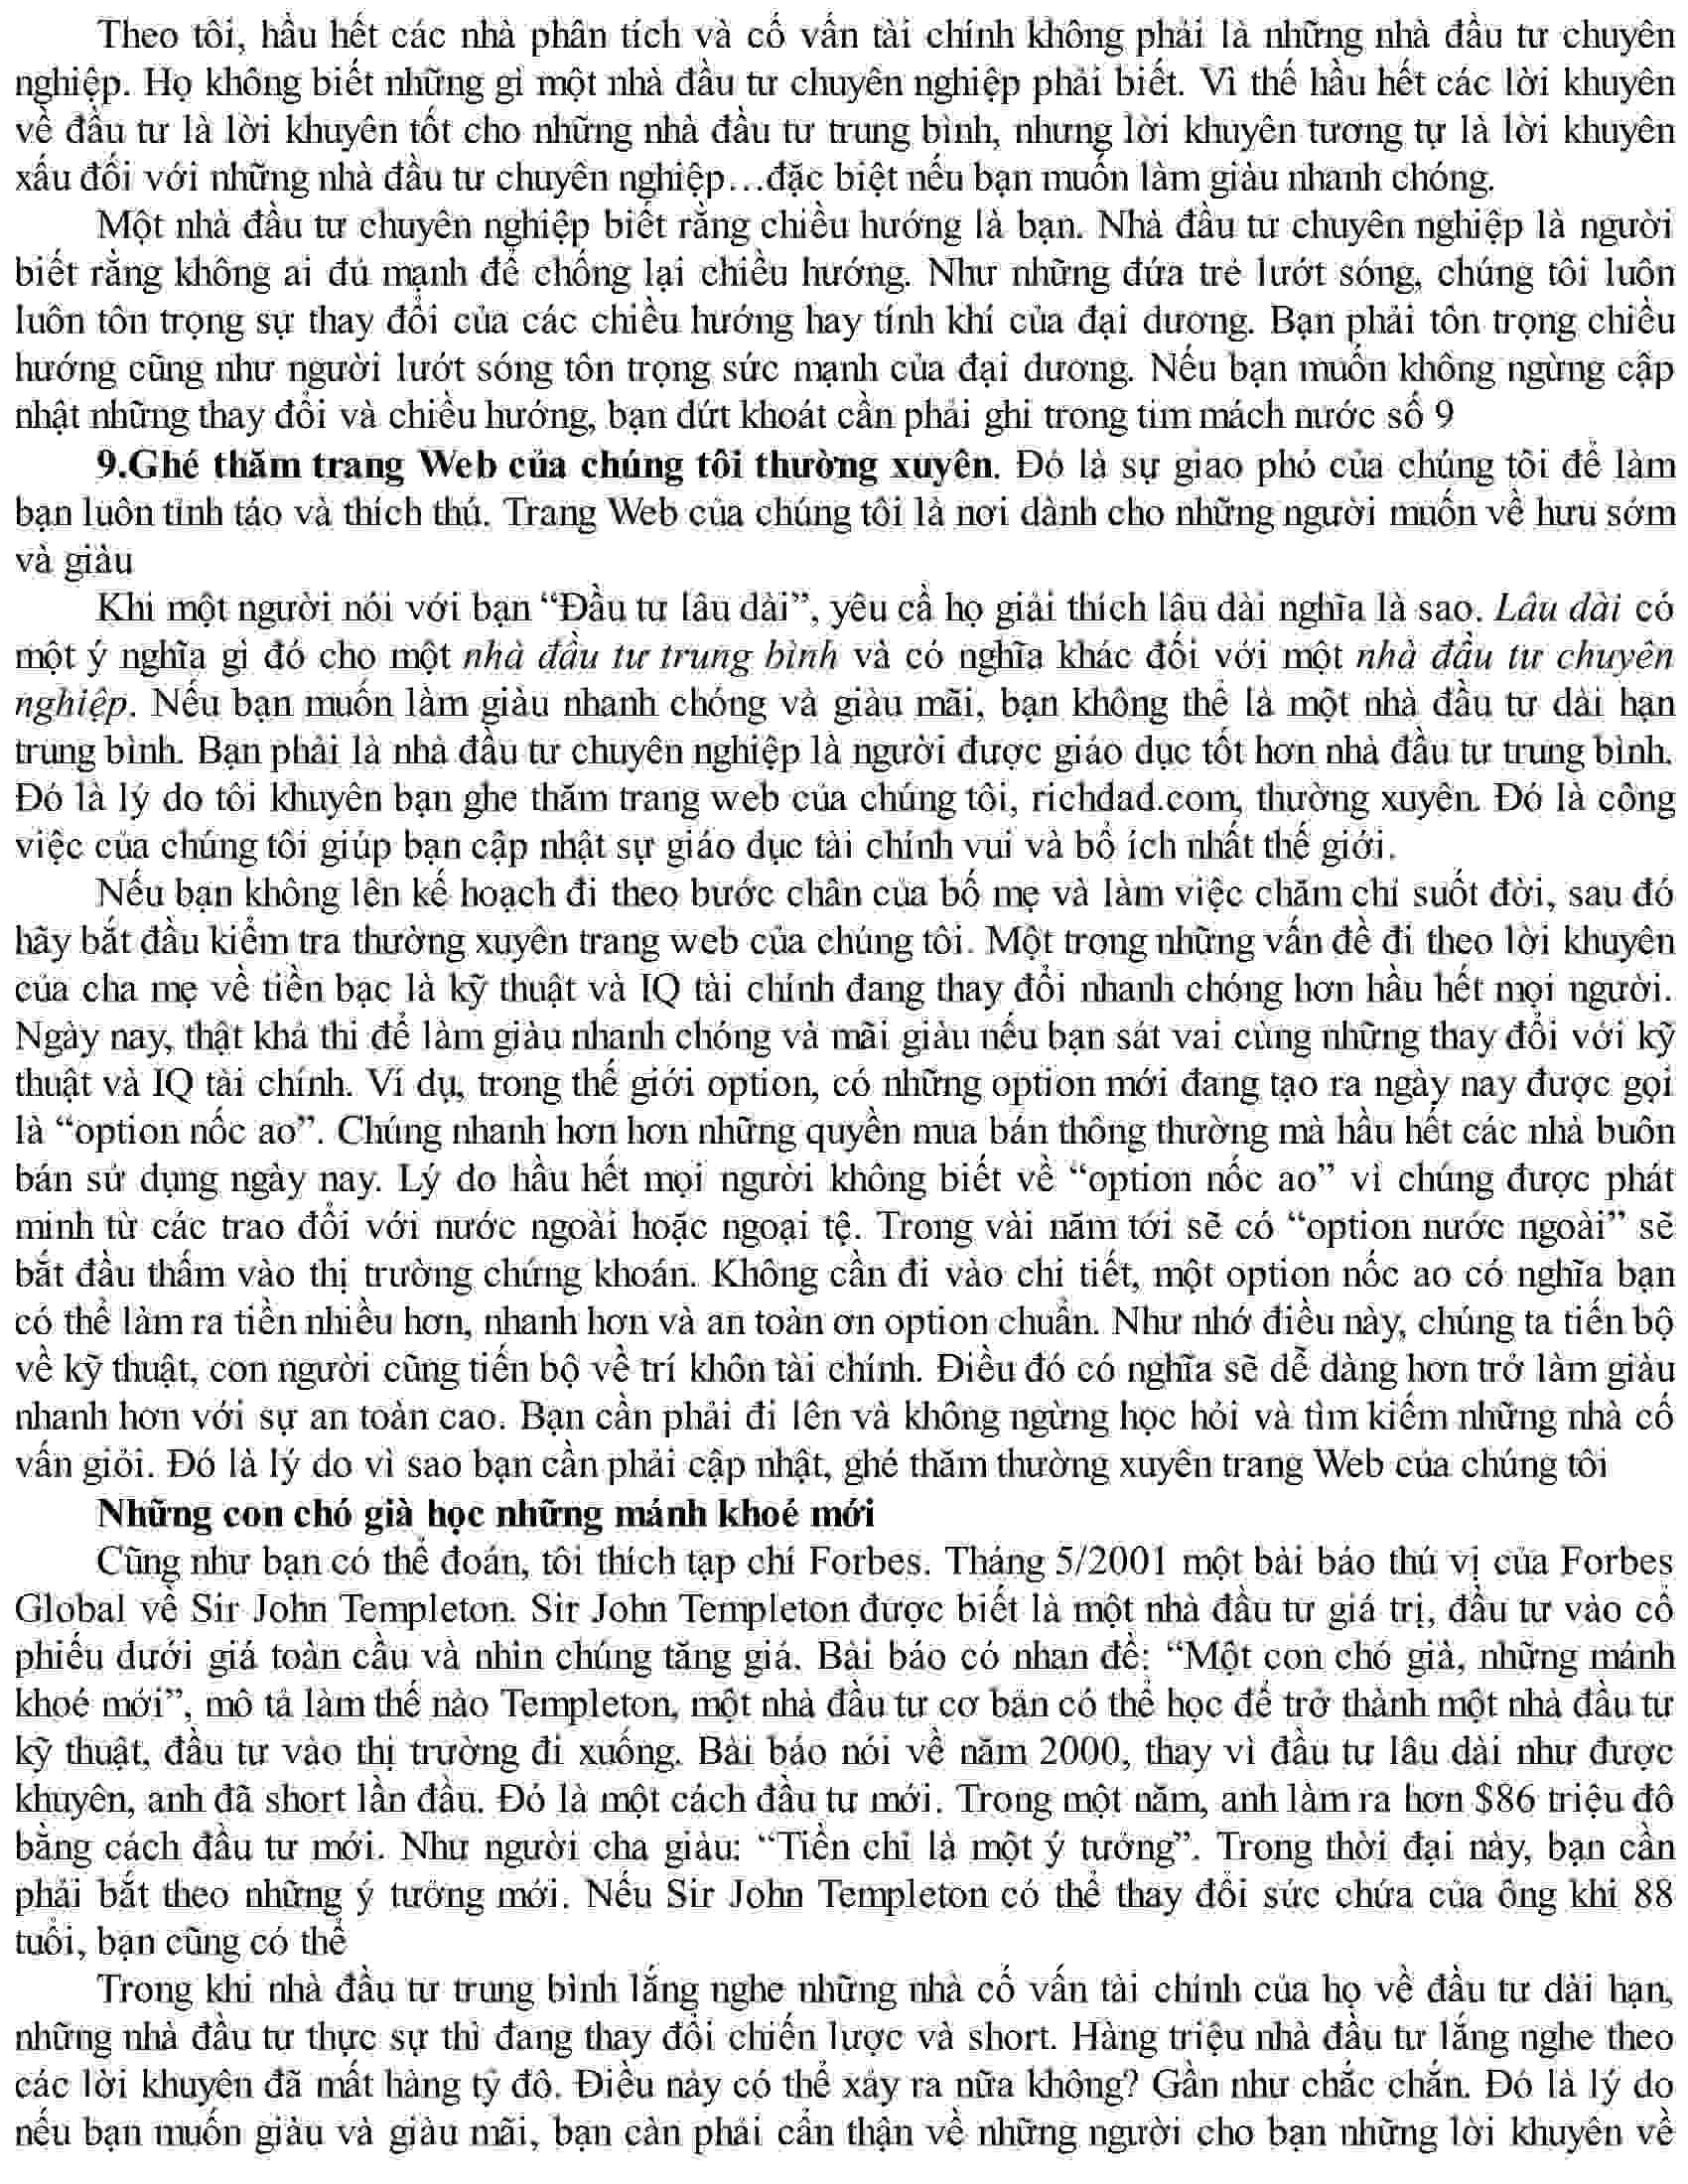 Theo tôi, hầu hết các nhà phân tích và cố vấn tài chính không phải là những nhà đầu tư chuyên
nghiệp. Họ không biết những gì một nhà đầu tư chuyên nghiệp phải biết. Vì thế hầu hết các lời khuyên
về đầu tư là lời khuyên tốt cho những nhà đầu tư trung bình, nhưng lời khuyên tương tự là lời khuyên
xấu đối với những nhà đầu tư chuyên nghiệp…đặc biệt nếu bạn muốn làm giàu nhanh chóng.
Một nhà đầu tư chuyên nghiệp biết rằng chiều hướng là bạn. Nhà đầu tư chuyên nghiệp là người
biết rằng không ai đủ mạnh để chống lại chiều hướng. Như những đứa trẻ lướt sóng, chúng tôi luôn
luôn tôn trọng sự thay đổi của các chiều hướng hay tính khí của đại dương. Bạn phải tôn trọng chiều
hướng cũng như người lướt sóng tôn trọng sức mạnh của đại dương. Nếu bạn muốn không ngừng cập
nhật những thay đổi và chiều hướng, bạn dứt khoát cần phải ghi trong tim mách nước số 9
9.Ghé thăm trang Web của chúng tôi thường xuyên. Đó là sự giao phó của chúng tôi để làm
bạn luôn tỉnh táo và thích thú. Trang Web của chúng tôi là nơi dành cho những người muốn về hưu sớm
và giàu
Khi một người nói với bạn “Đầu tư lâu dài”, yêu cầ họ giải thích lâu dài nghĩa là sao. Lâu dài có
một ý nghĩa gì đó cho một nhà đầu tư trung bình và có nghĩa khác đối với một nhà đầu tư chuyên
nghiệp. Nếu bạn muốn làm giàu nhanh chóng và giàu mãi, bạn không thể là một nhà đầu tư dài hạn
trung bình. Bạn phải là nhà đầu tư chuyên nghiệp là người được giáo dục tốt hơn nhà đầu tư trung bình.
Đó là lý do tôi khuyên bạn ghe thăm trang web của chúng tôi, richdad.com, thường xuyên. Đó là công
việc của chúng tôi giúp bạn cập nhật sự giáo dục tài chính vui và bổ ích nhất thế giới.
Nếu bạn không lên kế hoạch đi theo bước chân của bố mẹ và làm việc chăm chỉ suốt đời, sau đó
hãy bắt đầu kiểm tra thường xuyên trang web của chúng tôi. Một trong những vấn đề đi theo lời khuyên
của cha mẹ về tiền bạc là kỹ thuật và IQ tài chính đang thay đổi nhanh chóng hơn hầu hết mọi người.
Ngày nay, thật khả thi để làm giàu nhanh chóng và mãi giàu nếu bạn sát vai cùng những thay đổi với kỹ
thuật và IQ tài chính. Ví dụ, trong thế giới option, có những option mới đang tạo ra ngày nay được gọi
là “option nốc ao”. Chúng nhanh hơn hơn những quyền mua bán thông thường mà hầu hết các nhà buôn
bán sử dụng ngày nay. Lý do hầu hết mọi người không biết về “option nốc ao” vì chúng được phát
minh từ các trao đổi với nước ngoài hoặc ngoại tệ. Trong vài năm tới sẽ có “option nước ngoài” sẽ
bắt đầu thấm vào thị trường chứng khoán. Không cần đi vào chi tiết, một option nốc ao có nghĩa bạn
có thể làm ra tiền nhiều hơn, nhanh hơn và an toàn ơn option chuẩn. Như nhớ điều này, chúng ta tiến bộ
về kỹ thuật, con người cũng tiến bộ về trí khôn tài chính. Điều đó có nghĩa sẽ dễ dàng hơn trở làm giàu
nhanh hơn với sự an toàn cao. Bạn cần phải đi lên và không ngừng học hỏi và tìm kiếm những nhà cố
vấn giỏi. Đó là lý do vì sao bạn cần phải cập nhật, ghé thăm thường xuyên trang Web của chúng tôi
Những con chó già học những mánh khoé mới
Cũng như bạn có thể đoán, tôi thích tạp chí Forbes. Tháng 5/2001 một bài báo thú vị của Forbes
Global về Sir John Templeton. Sir John Templeton được biết là một nhà đầu tư giá trị, đầu tư vào cổ
phiếu dưới giá toàn cầu và nhìn chúng tăng giá. Bài báo có nhan đề: “Một con chó già, những mánh
khoé mới”, mô tả làm thế nào Templeton, một nhà đầu tư cơ bản có thể học để trở thành một nhà đầu tư
kỹ thuật, đầu tư vào thị trường đi xuống. Bài báo nói về năm 2000, thay vì đầu tư lâu dài như được
khuyên, anh đã short lần đầu. Đó là một cách đầu tư mới. Trong một năm, anh làm ra hơn $86 triệu đô
bằng cách đầu tư mới. Như người cha giàu: “Tiền chỉ là một ý tưởng”. Trong thời đại này, bạn cần
phải bắt theo những ý tưởng mới. Nếu Sir John Templeton có thể thay đổi sức chứa của ông khi 88
tuổi, bạn cũng có thể
Trong khi nhà đầu tư trung bình lắng nghe những nhà cố vấn tài chính của họ về đầu tư dài hạn,
những nhà đầu tư thực sự thì đang thay đổi chiến lược và short. Hàng triệu nhà đầu tư lắng nghe theo
các lời khuyên đã mất hàng tỷ đô. Điều này có thể xảy ra nữa không? Gần như chắc chắn. Đó là lý do
nếu bạn muốn giàu và giàu mãi, bạn càn phải cẩn thận về những người cho bạn những lời khuyên về